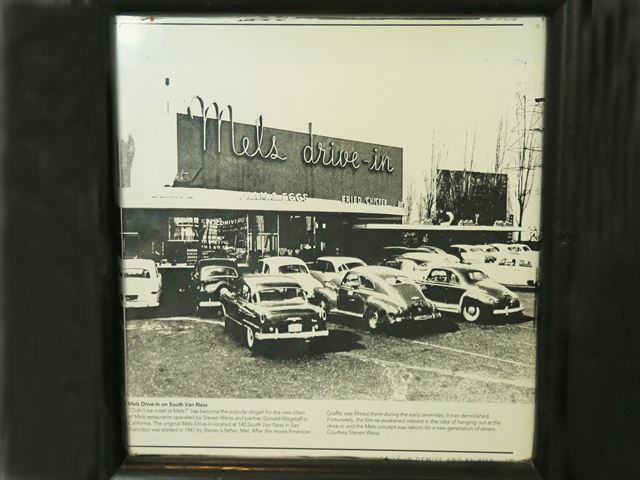 Mels drive-in
HAM & EGGS
FRIED CHICKEN
Mels Drive-In on South Van Ness
"Didn't we meet at Mels?" has become the popular slogan for the new chain
of Mels restaurants operated by Steven Weiss and partner Donald Wagstaff in
California. The original Mels Drive-In located at 140 South Van Ness in San
Francisco was started in 1947 by Steven's father, Mel. After the movie American
Graffiti was filmed there during the early seventies, it was demolished.
Fortunately, the film re-awakened interest in the idea of hanging out at the
drive-in and the Mels concept was reborn for a new generation of diners.
Courtesy Steven Weiss